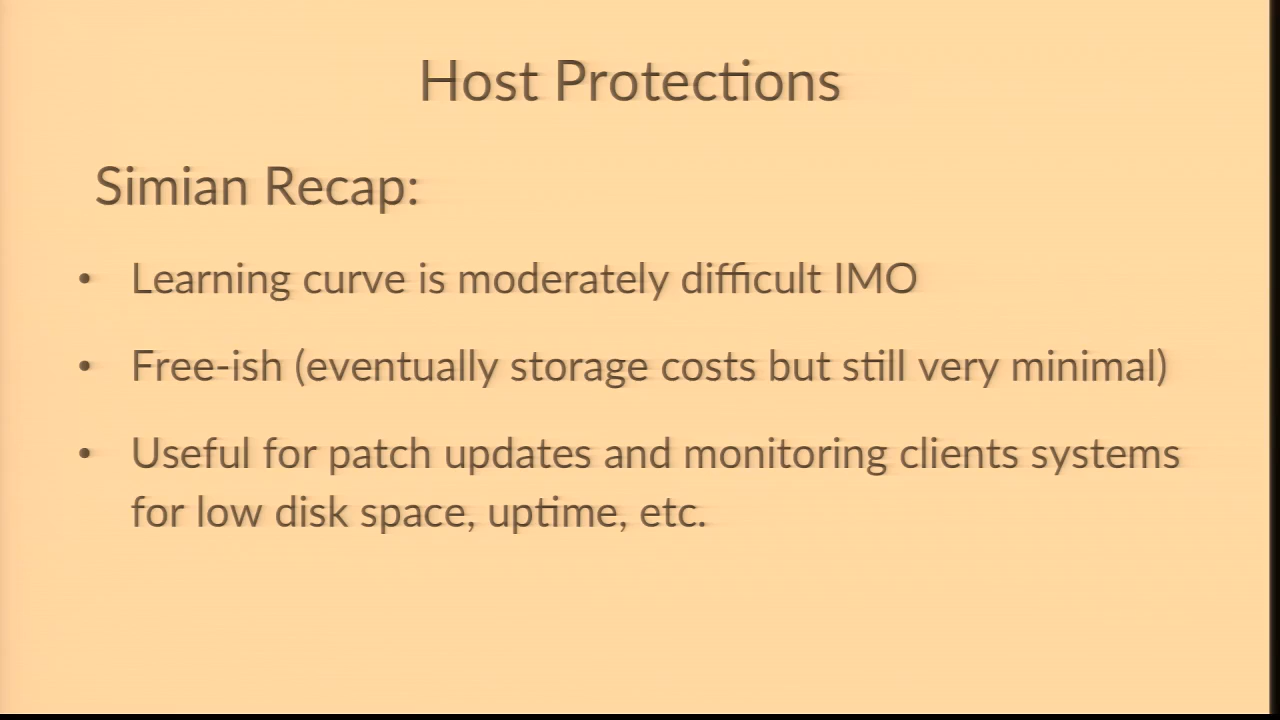 Host Protections
Simian Recap:
• Learning curve is moderately difficult IMO
• Free-ish (eventually storage costs but still very minimal)
• Useful for patch updates and monitoring clients systems
for low disk space, uptime, etc.